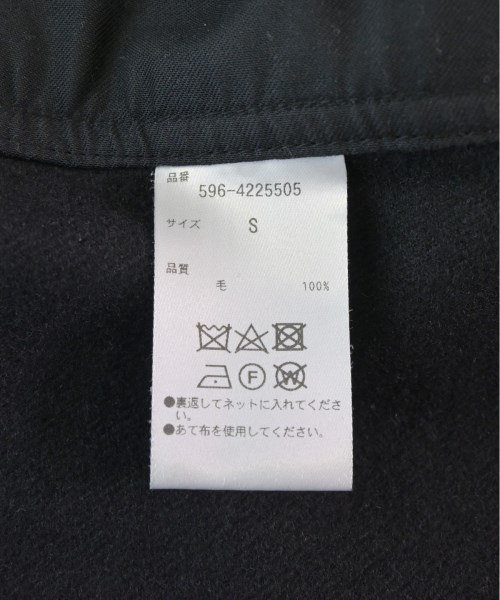 品番
596-4225505
サイズ S
品質
毛 100%
F W
●裏返してネットに入れてくださ
い。
●あて布を使用してください。